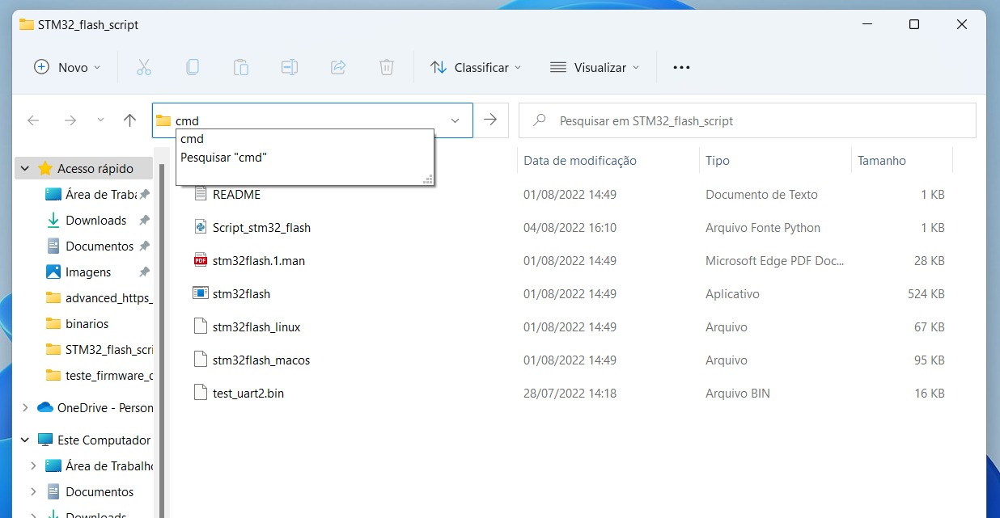 STM32_flash_script
Novo
Classificar
Visualizar
cmd
Pesquisar em STM32_flash_script
cmd
Pesquisar "cmd"
Data de modificação
Tipo
Tamanho
Acesso rápido
Área de Traba
Downloads
Documentos
Imagens
advanced_https_
binarios
STM32_flash_scri
teste_firmware_c
OneDrive - Person
Este Computador
Área de Trabalho
Documentos
Downloads
README 01/08/2022 14:49 Documento de Texto 1 KB
Script_stm32_flash 04/08/2022 16:10 Arquivo Fonte Python 1 KB
PDF stm32flash.1.man 01/08/2022 14:49 Microsoft Edge PDF Doc... 28 KB
stm32flash 01/08/2022 14:49 Aplicativo 524 KB
stm32flash_linux 01/08/2022 14:49 Arquivo 67 KB
stm32flash_macos 01/08/2022 14:49 Arquivo 95 KB
test_uart2.bin 28/07/2022 14:18 Arquivo BIN 16 KB